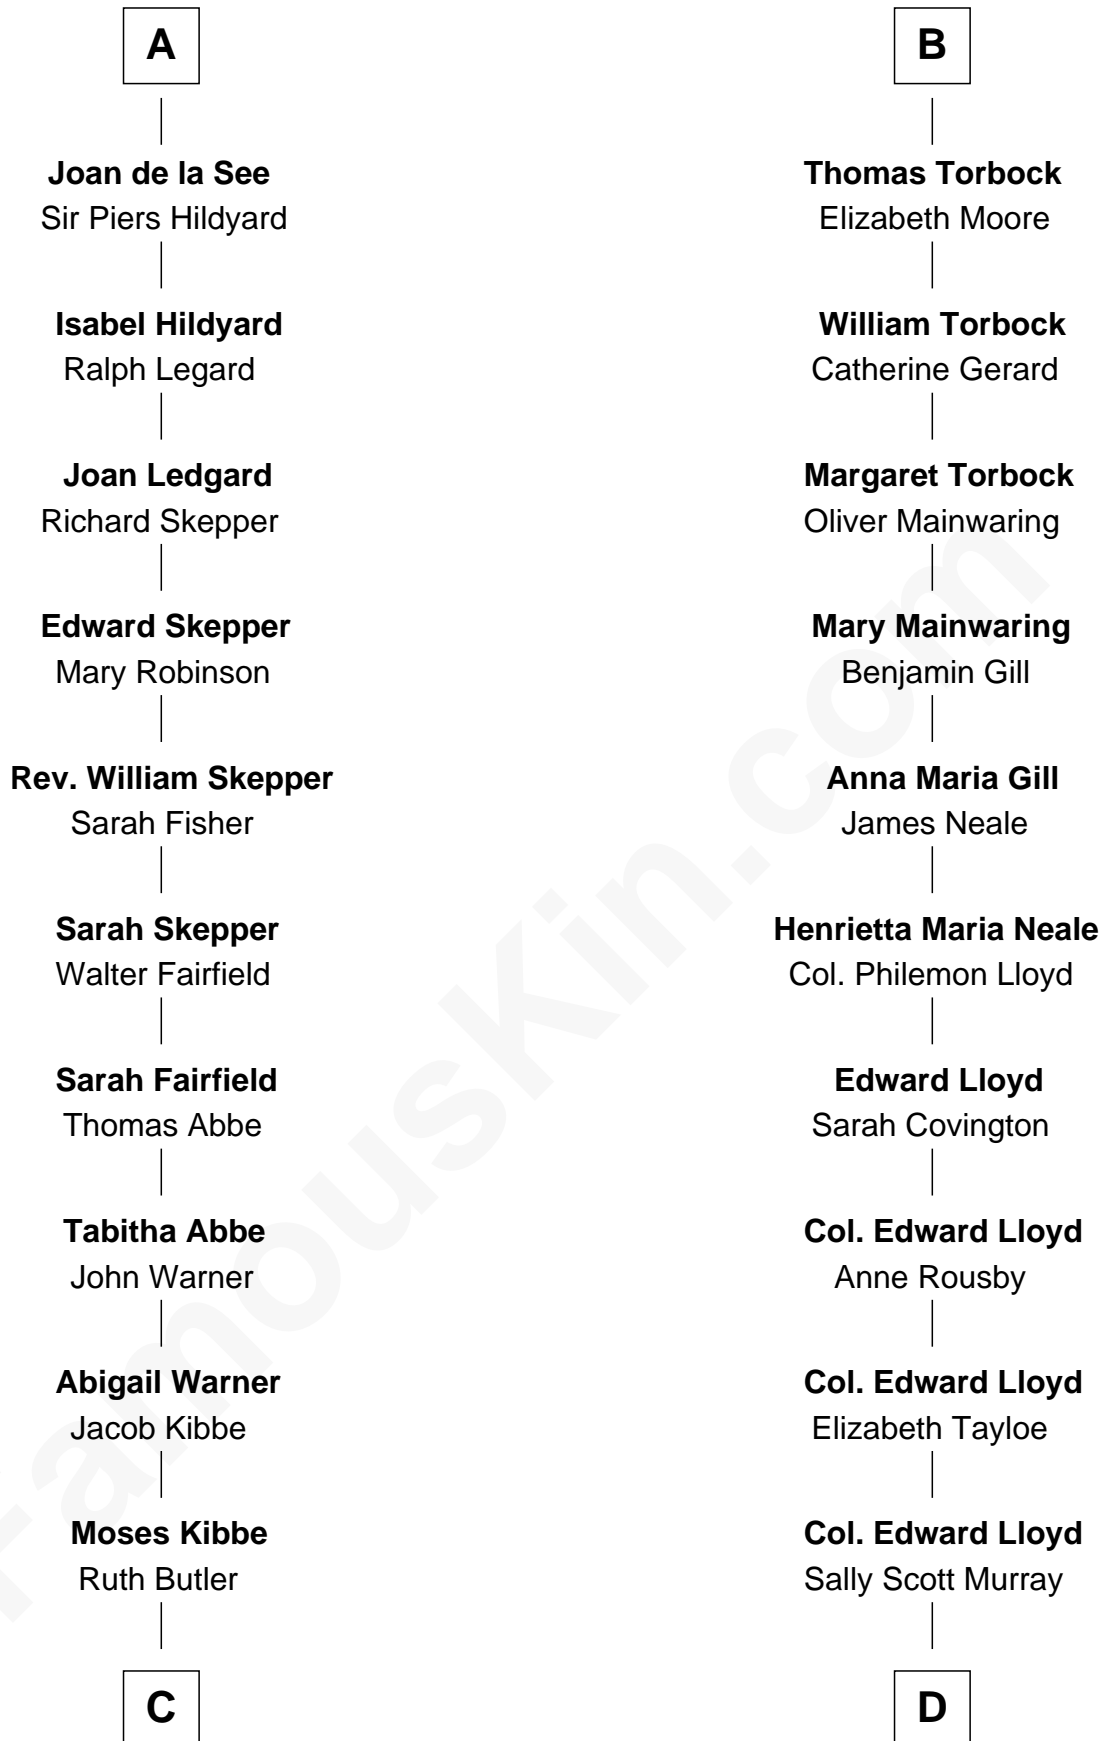 A
Joan de la See
Sir Piers Hildyard
Isabel Hildyard
Ralph Legard
Joan Ledgard
Richard Skepper
Edward Skepper
Mary Robinson
Rev. William Skepper
Sarah Fisher
Sarah Skepper
Walter Fairfield
Sarah Fairfield
Thomas Abbe
Tabitha Abbe
John Warner
Abigail Warner
Jacob Kibbe
Moses Kibbe
Ruth Butler
C
B
Thomas Torbock
Elizabeth Moore
William Torbock
Catherine Gerard
Margaret Torbock
Oliver Mainwaring
Mary Mainwaring
Benjamin Gill
Anna Maria Gill
James Neale
Henrietta Maria Neale
Col. Philemon Lloyd
Edward Lloyd
Sarah Covington
Col. Edward Lloyd
Anne Rousby
Col. Edward Lloyd
Elizabeth Tayloe
Col. Edward Lloyd
Sally Scott Murray
D
FamousKin.com